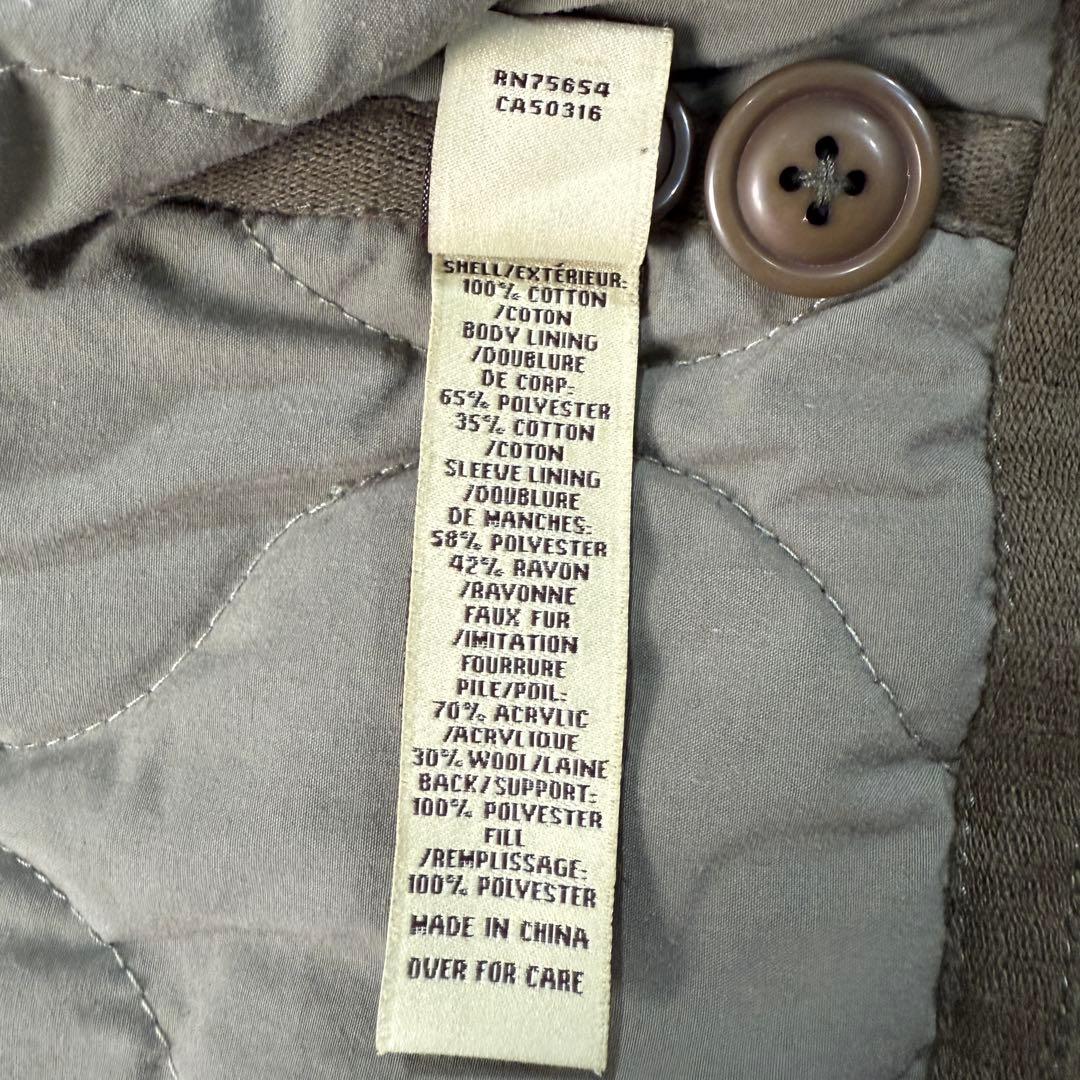 RN75654
CA50316
SHELL/EXTÉRIEUR:
100% COTTON
/COTON
BODY LINING
/DOUBLURE
DE CORP:
65% POLYESTER
35% COTTON
/COTON
SLEEVE LINING
/DOUBLURE
DE MANCHES:
58% POLYESTER
42% RAYON
/RAYONNE
FAUX FUR
/IMITATION
FOURRURE
PILE/POIL:
70% ACRYLIC
/ACRYLIQUE
30% WOOL/LAINE
BACK/SUPPORT:
100% POLYESTER
FILL
/REMPLISSAGE:
100% POLYESTER
MADE IN CHINA
OVER FOR CARE